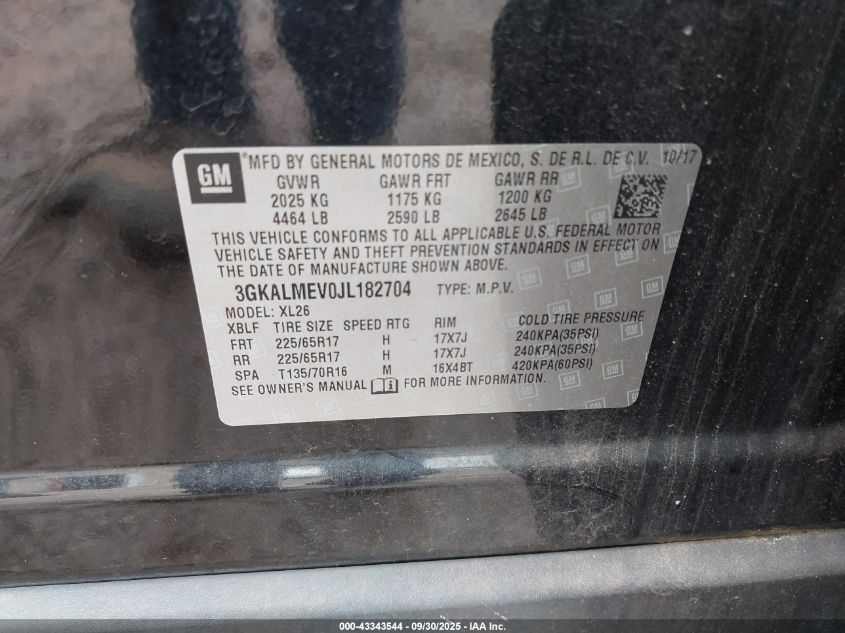 GM *MFD BY GENERAL MOTORS DE MEXICO, S. DE R.L. DE C.V. 10/17
GVWR GAWR FRT GAWR RR
2025 KG 1175 KG 1200 KG
4464 LB 2590 LB 2645 LB
THIS VEHICLE CONFORMS TO ALL APPLICABLE U.S. FEDERAL MOTOR
VEHICLE SAFETY AND THEFT PREVENTION STANDARDS IN EFFECT ON
THE DATE OF MANUFACTURE SHOWN ABOVE.
3GKALMEV0JL182704 TYPE: M.P.V.
MODEL: XL26
XBLF TIRE SIZE SPEED RTG RIM COLD TIRE PRESSURE
FRT 225/65R17 H 17X7J 240KPA(35PSI)
RR 225/65R17 H 17X7J 240KPA(35PSI)
SPA T135/70R16 M 16X4BT 420KPA(60PSI)
SEE OWNER'S MANUAL FOR MORE INFORMATION.
000-43343544 - 09/30/2025 - IAA Inc.